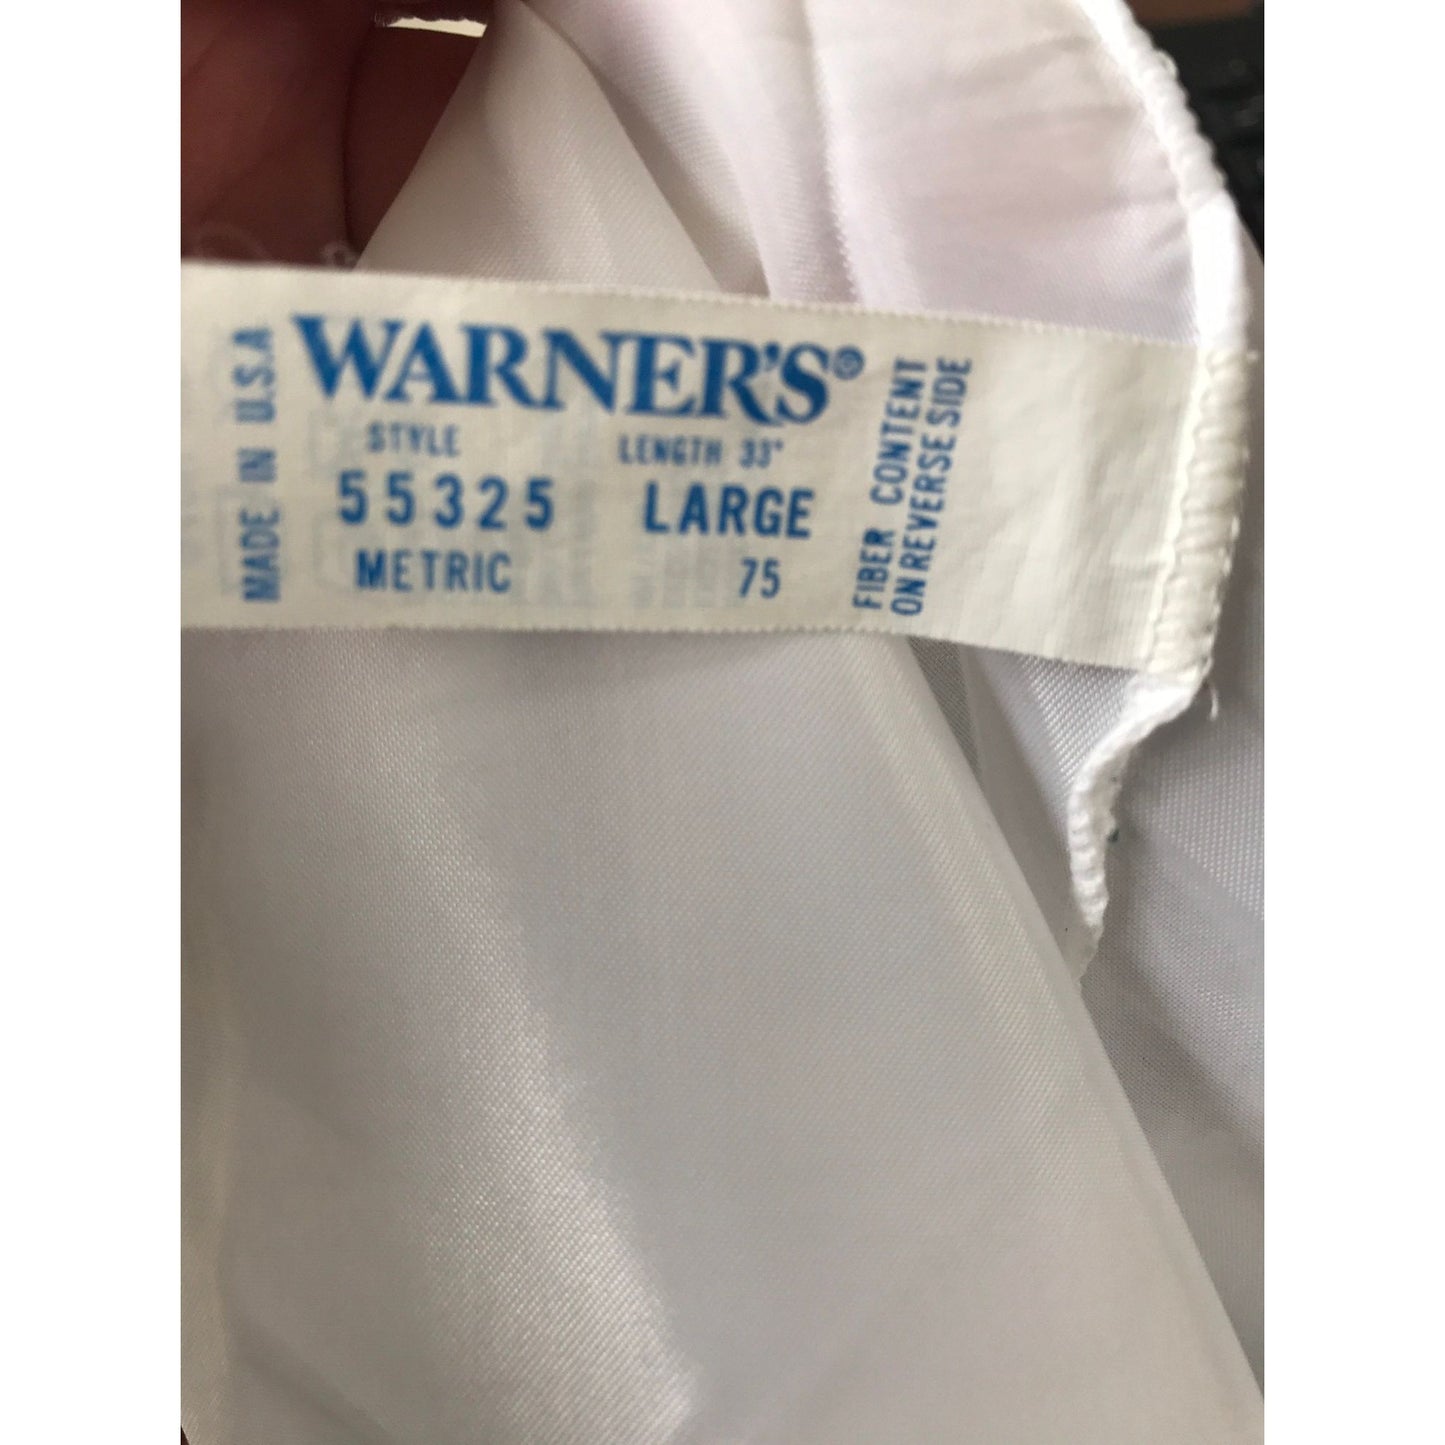 MADE IN U.S.A
WARNER'S®
STYLE LENGTH 33"
55325 LARGE
METRIC 75
FIBER CONTENT
ON REVERSE SIDE